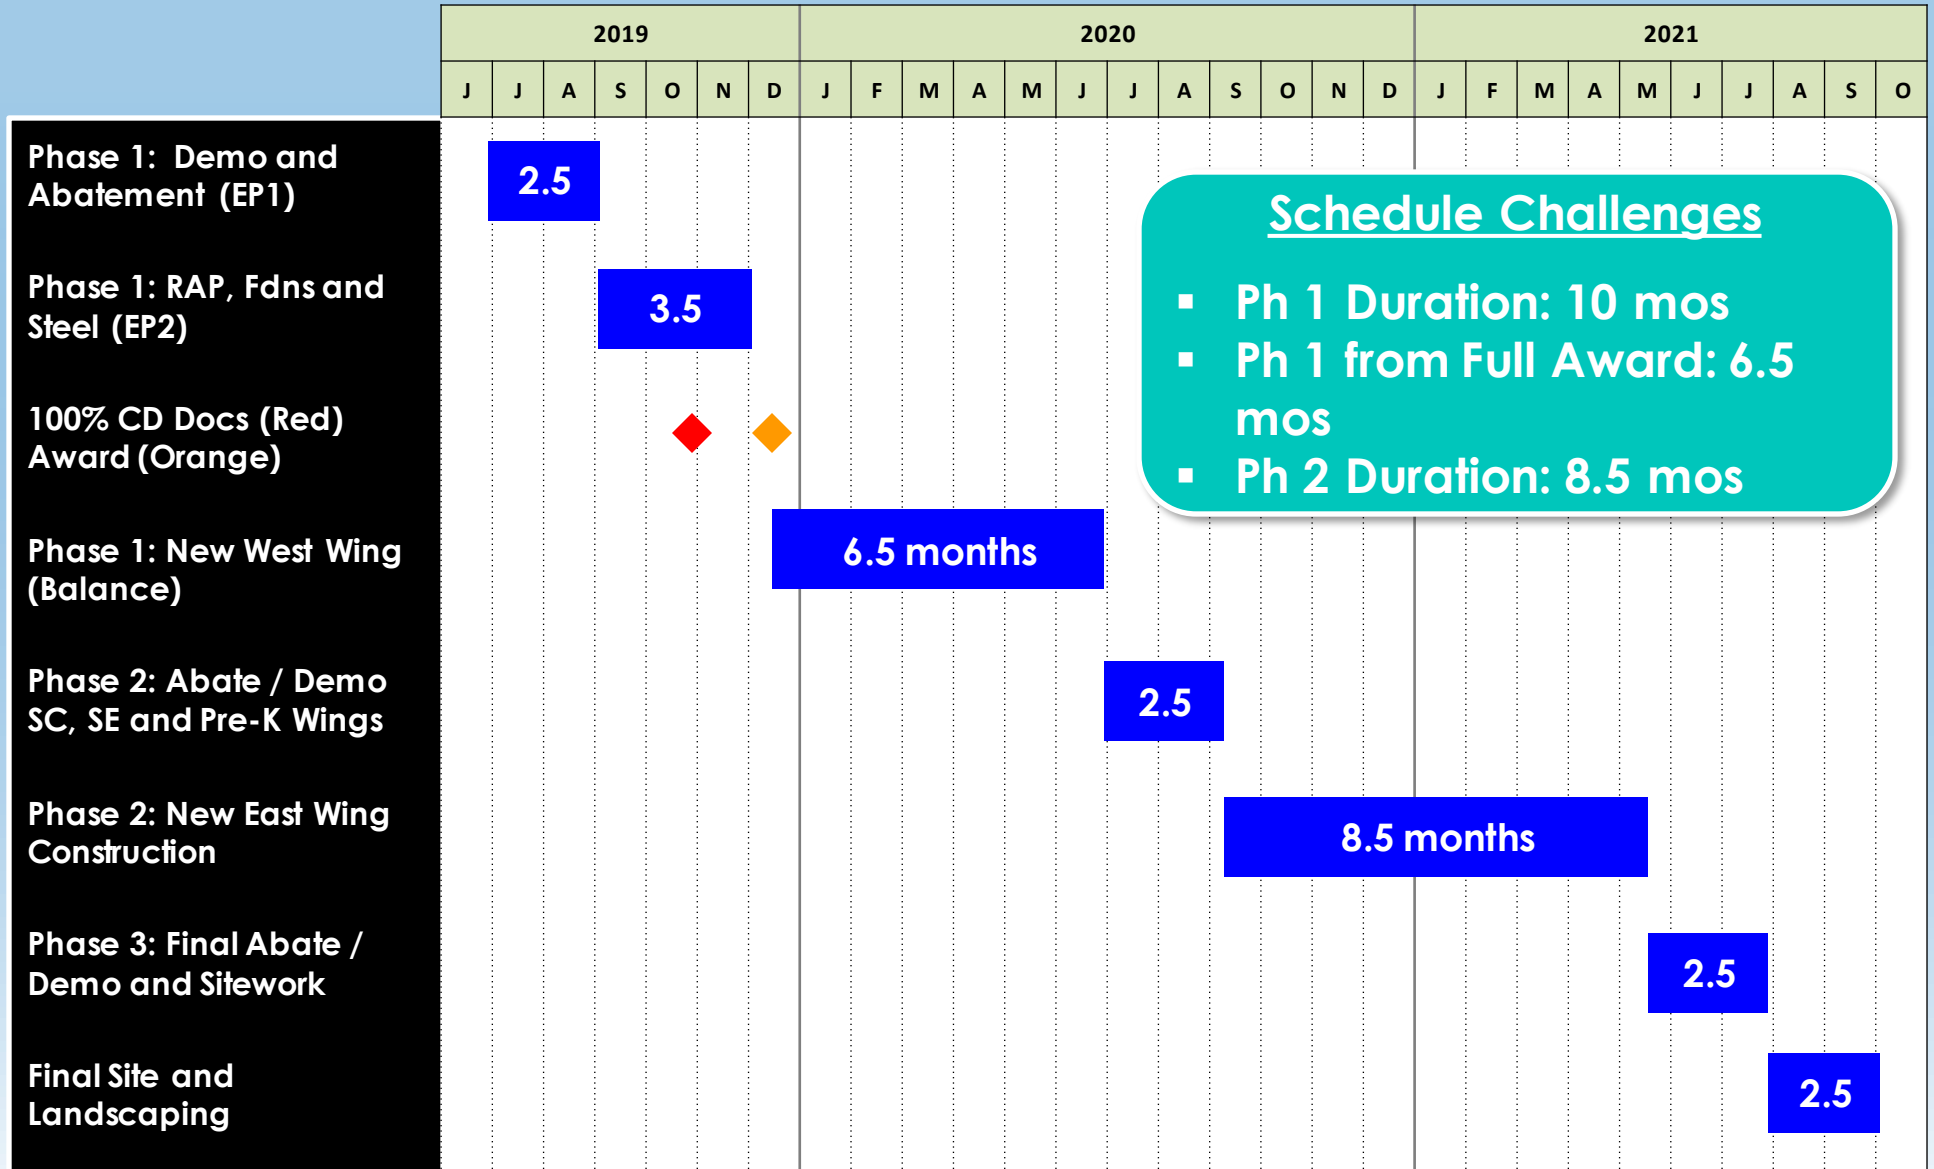 2019 2020 2021
J J A S O N D J F M A M J J A S O N D J F M A M J J A S O
Phase 1: Demo and
Abatement (EP1)
2.5
Phase 1: RAP, Fdns and
Steel (EP2)
3.5
100% CD Docs (Red)
Award (Orange)
Phase 1: New West Wing
(Balance)
6.5 months
Phase 2: Abate / Demo
SC, SE and Pre-K Wings
2.5
Phase 2: New East Wing
Construction
8.5 months
Phase 3: Final Abate /
Demo and Sitework
2.5
Final Site and
Landscaping
2.5
Schedule Challenges
▪ Ph 1 Duration: 10 mos
▪ Ph 1 from Full Award: 6.5
mos
▪ Ph 2 Duration: 8.5 mos